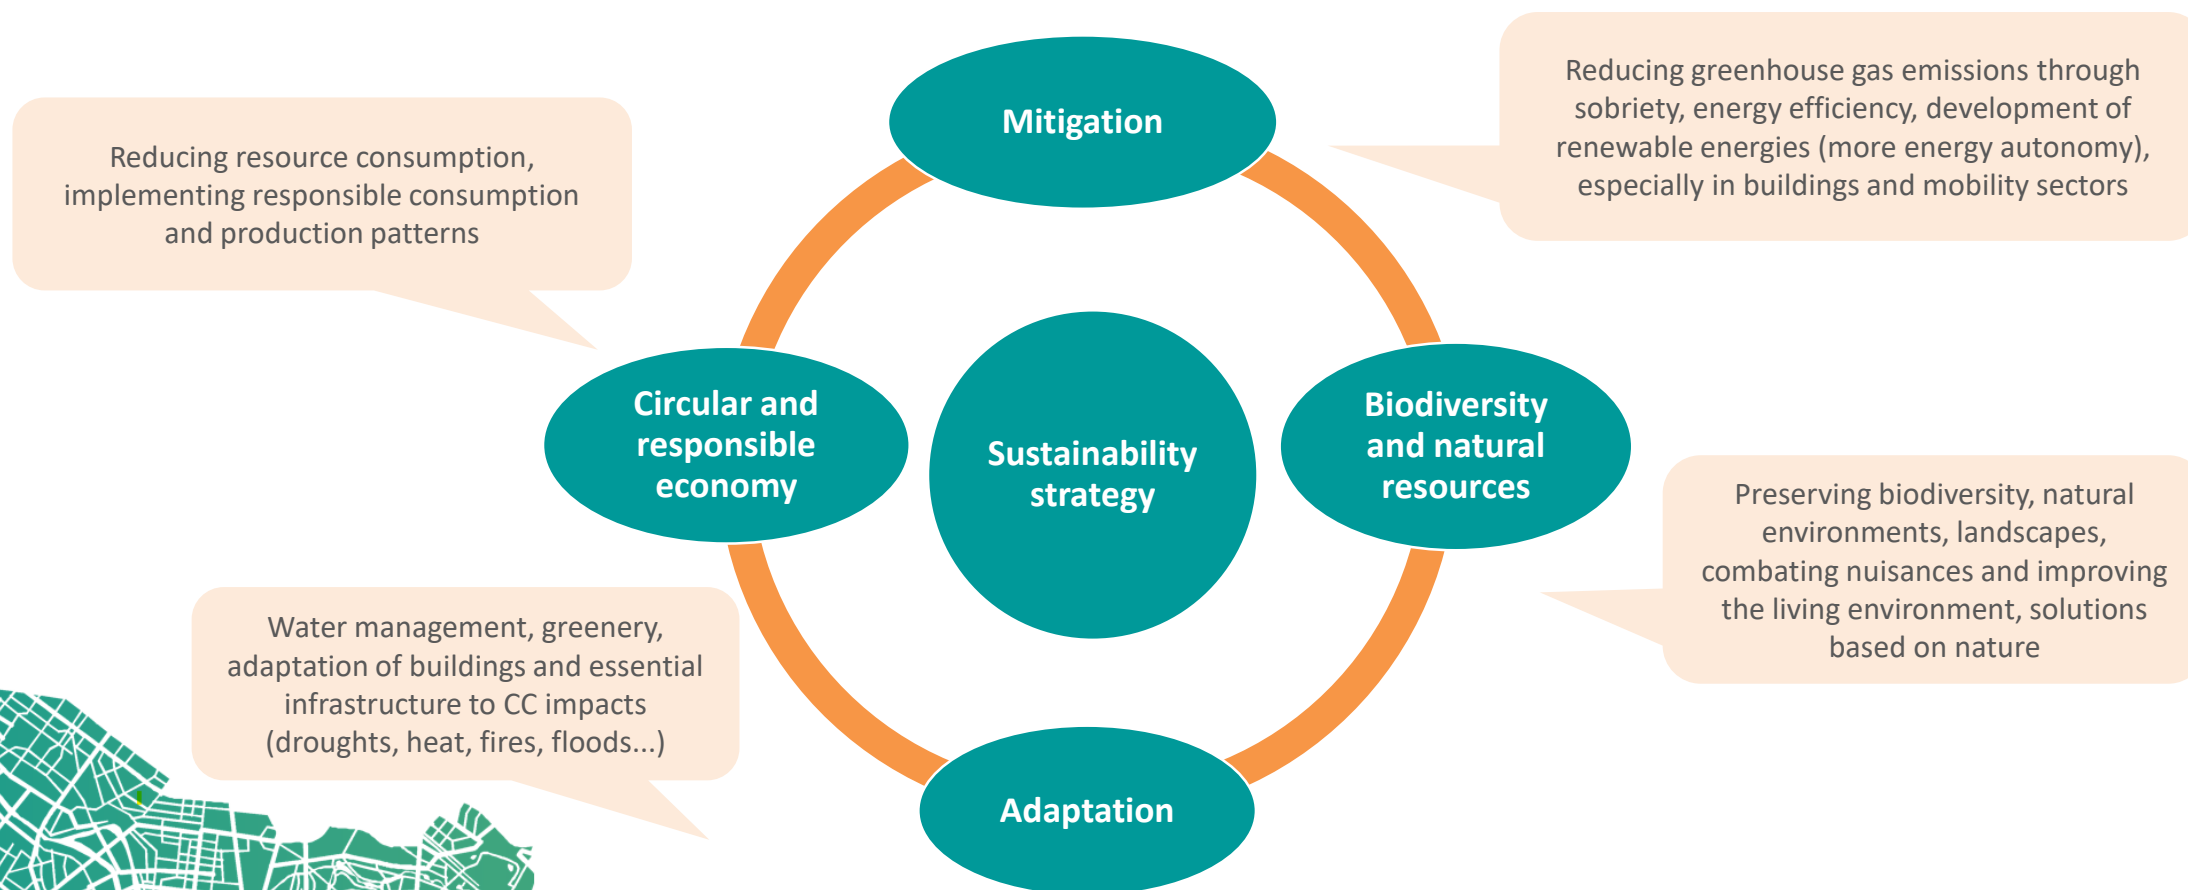 Mitigation
Reducing greenhouse gas emissions through
sobriety, energy efficiency, development of
renewable energies (more energy autonomy),
especially in buildings and mobility sectors
Reducing resource consumption,
implementing responsible consumption
and production patterns
Circular and
responsible
economy
Sustainability
strategy
Biodiversity
and natural
resources
Preserving biodiversity, natural
environments, landscapes,
combating nuisances and improving
the living environment, solutions
based on nature
Water management, greenery,
adaptation of buildings and essential
infrastructure to CC impacts
(droughts, heat, fires, floods...)
Adaptation